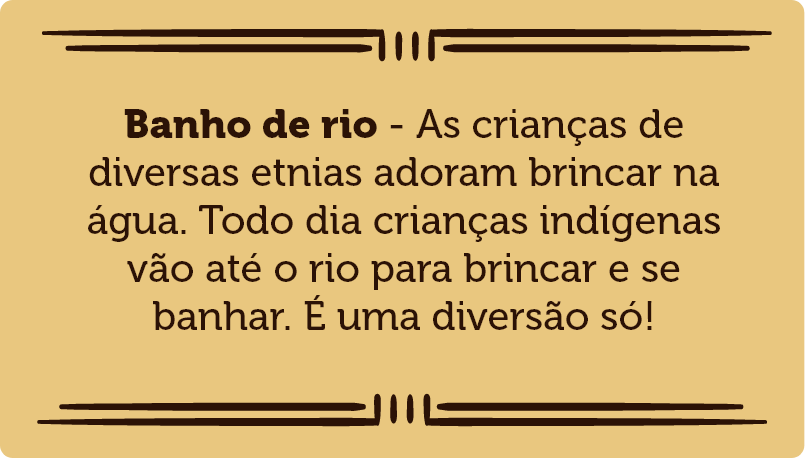 Banho de rio - As crianças de
diversas etnias adoram brincar na
água. Todo dia crianças indígenas
vão até o rio para brincar e se
banhar. É uma diversão só!